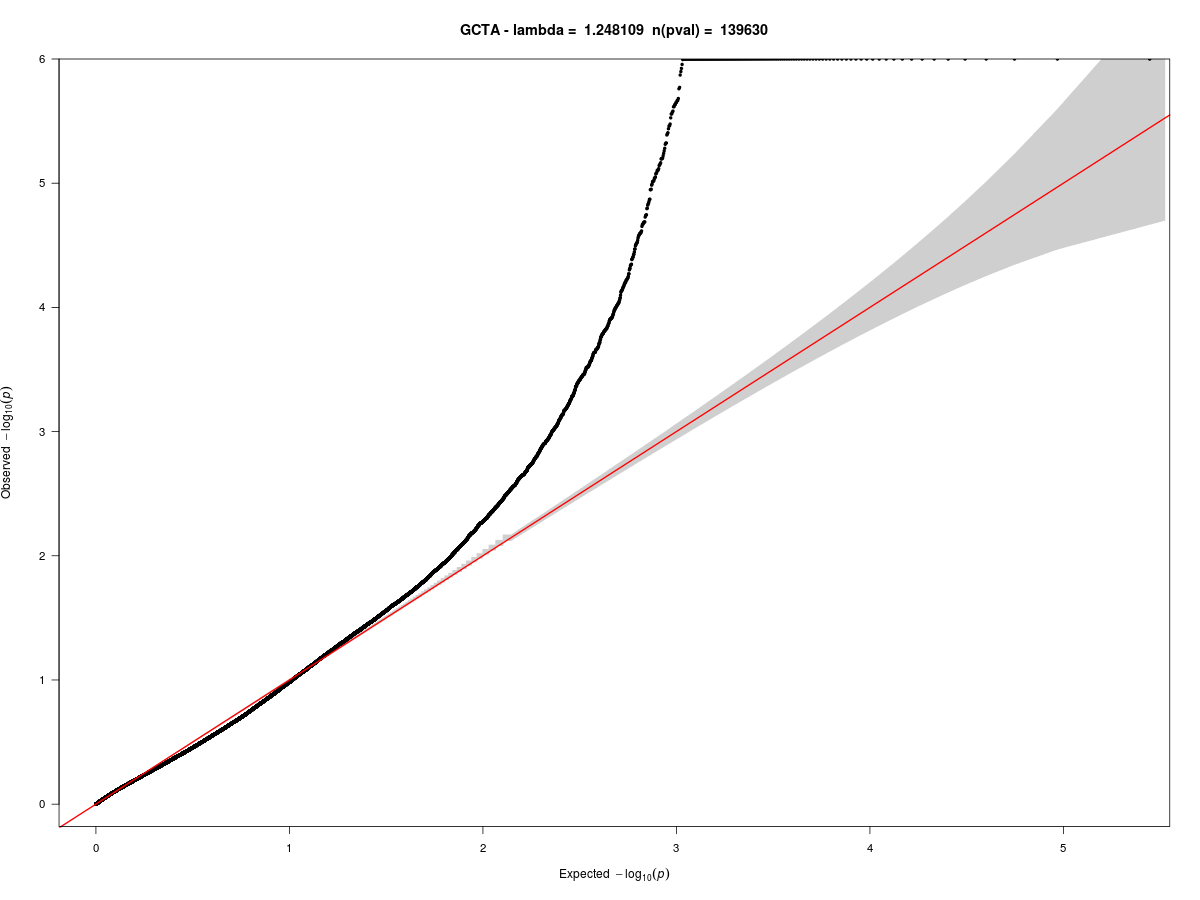 GCTA - lambda = 1.248109 n(pval) = 139630
Observed −log10(p)
6
5
4
3
2
1
0
0 1 2 3 4 5
Expected −log10(p)